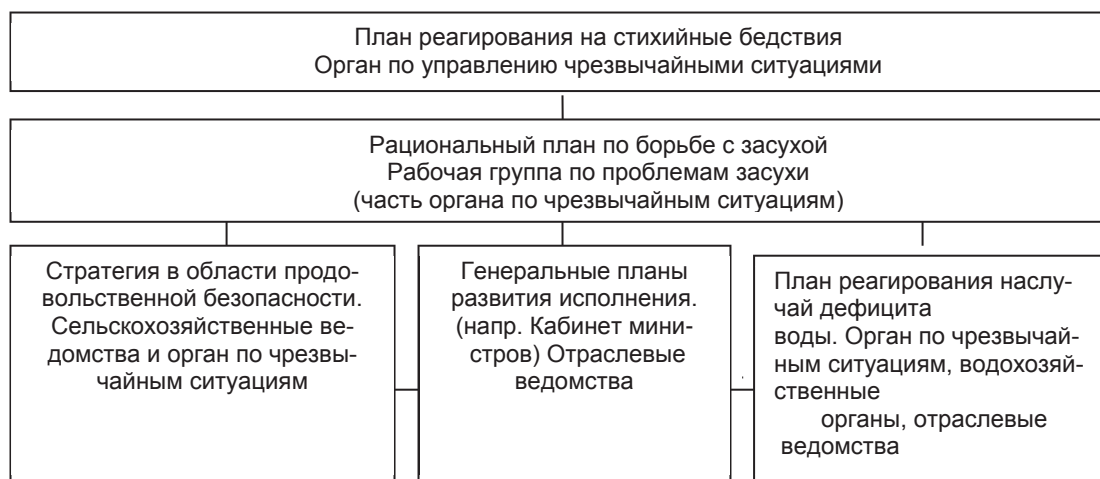 План реагирования на стихийные бедствия
Орган по управлению чрезвычайными ситуациями
Рациональный план по борьбе с засухой
Рабочая группа по проблемам засухи
(часть органа по чрезвычайным ситуациям)
Стратегия в области продо-
вольственной безопасности.
Сельскохозяйственные ве-
домства и орган по чрезвы-
чайным ситуациям
Генеральные планы
развития исполнения.
(напр. Кабинет мини-
стров) Отраслевые
ведомства
План реагирования наслу-
чай дефицита
воды. Орган по чрезвычай-
ным ситуациям, водохозяй-
ственные
органы, отраслевые
ведомства